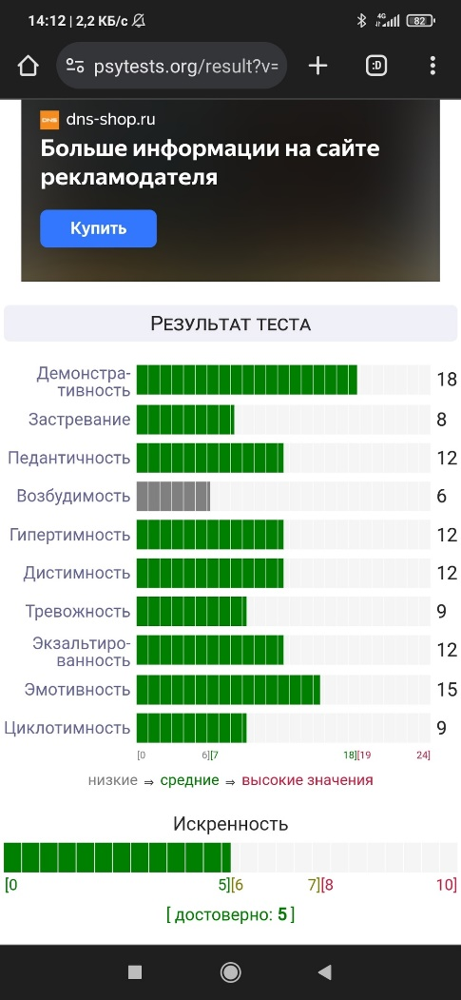 14:12 | 2,2 КБ/с
4G
82
psytests.org/result?v=
:D
DNS
dns-shop.ru
Больше информации на сайте
рекламодателя
Купить
Результат теста
Демонстра-
тивность
18
Застревание
8
Педантичность
12
Возбудимость
6
Гипертимность
12
Дистимность
12
Тревожность
9
Экзальтиро-
ванность
12
Эмотивность
15
Циклотимность
9
[0 6][7 18][19 24]
низкие ⇒ средние ⇒ высокие значения
Искренность
[0 5][6 7][8 10]
[ достоверно: 5 ]